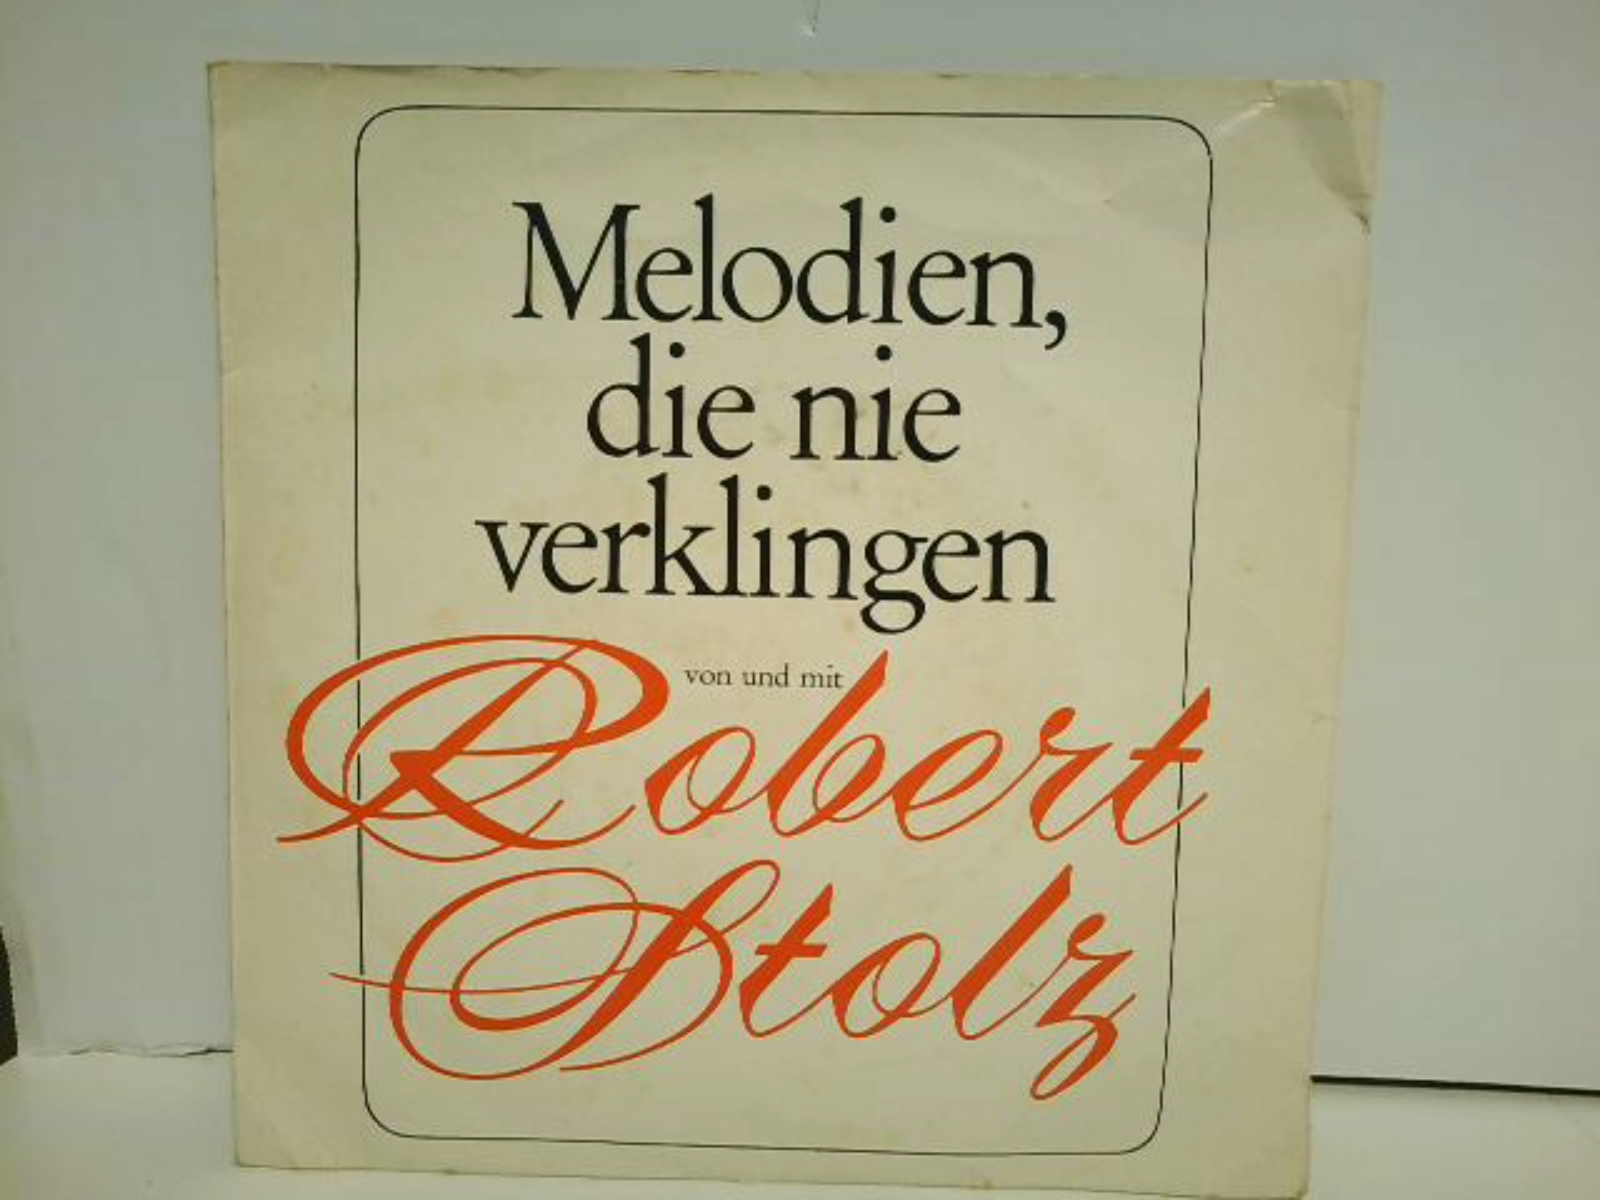 Melodien,
die nie
verklingen
von und mit
Robert
Stolz